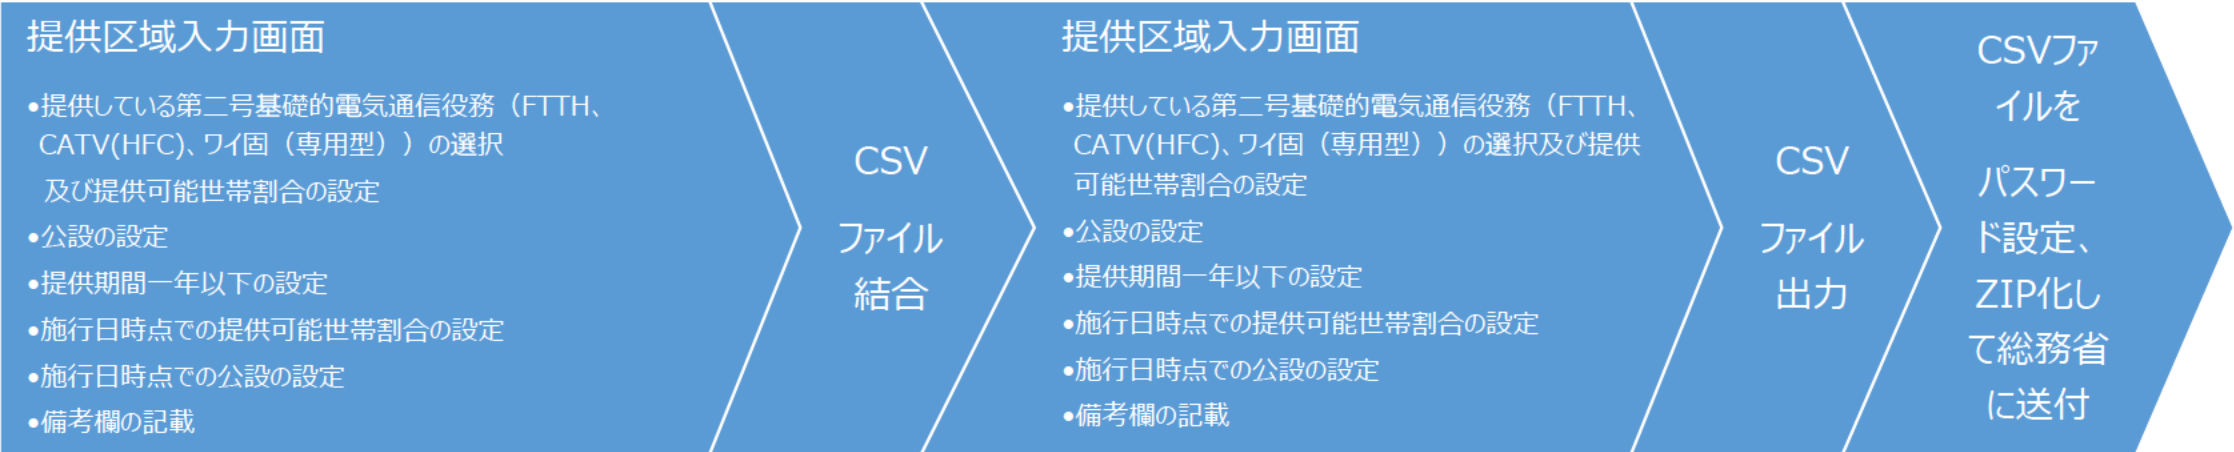 提供区域入力画面
•提供している第二号基礎的電気通信役務（FTTH、
CATV(HFC)、ワイ固（専用型））の選択
及び提供可能世帯割合の設定
•公設の設定
•提供期間一年以下の設定
•施行日時点での提供可能世帯割合の設定
•施行日時点での公設の設定
•備考欄の記載
CSV
ファイル
結合
提供区域入力画面
•提供している第二号基礎的電気通信役務（FTTH、
CATV(HFC)、ワイ固（専用型））の選択及び提供
可能世帯割合の設定
•公設の設定
•提供期間一年以下の設定
•施行日時点での提供可能世帯割合の設定
•施行日時点での公設の設定
•備考欄の記載
CSV
ファイル
出力
CSVファ
イルを
パスワー
ド設定、
ZIP化し
て総務省
に送付